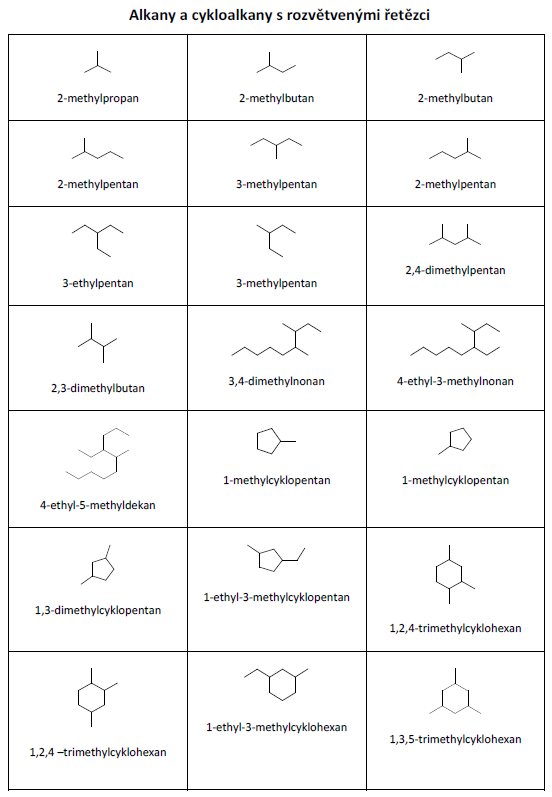 Alkany a cykloalkany s rozvětvenými řetězci
2-methylpropan
2-methylbutan
2-methylbutan
2-methylpentan
3-methylpentan
2-methylpentan
3-ethylpentan
3-methylpentan
2,4-dimethylpentan
2,3-dimethylbutan
3,4-dimethylnonan
4-ethyl-3-methylnonan
4-ethyl-5-methyldekan
1-methylcyklopentan
1-methylcyklopentan
1,3-dimethylcyklopentan
1-ethyl-3-methylcyklopentan
1,2,4-trimethylcyklohexan
1,2,4 –trimethylcyklohexan
1-ethyl-3-methylcyklohexan
1,3,5-trimethylcyklohexan